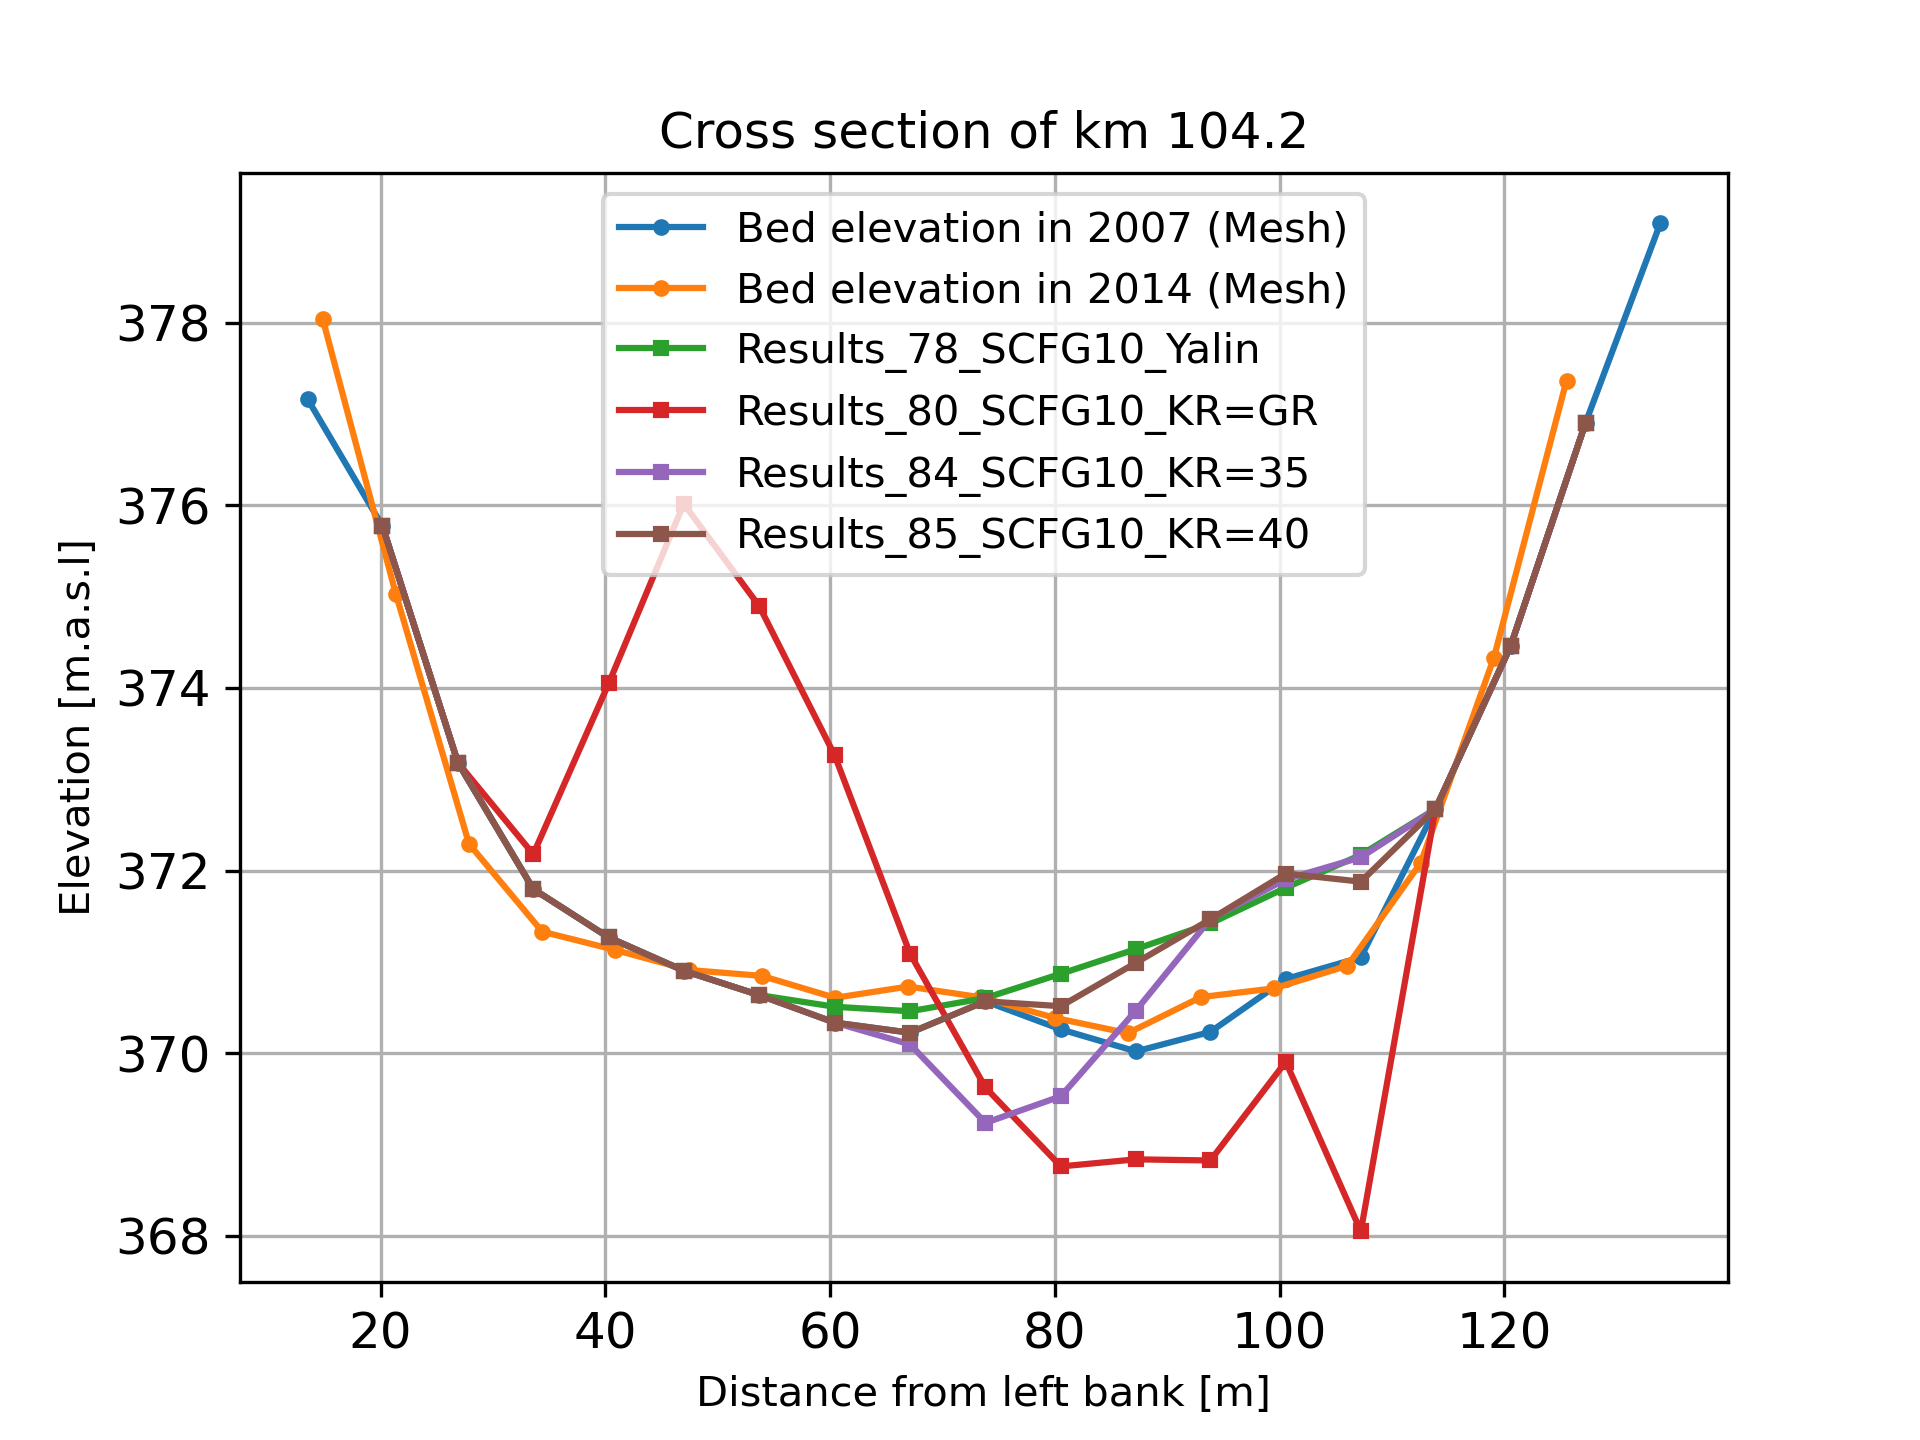 Cross section of km 104.2
Bed elevation in 2007 (Mesh)
Bed elevation in 2014 (Mesh)
Results_78_SCFG10_Yalin
Results_80_SCFG10_KR=GR
Results_84_SCFG10_KR=35
Results_85_SCFG10_KR=40
378
376
374
372
370
368
Elevation [m.a.s.l]
20 40 60 80 100 120
Distance from left bank [m]